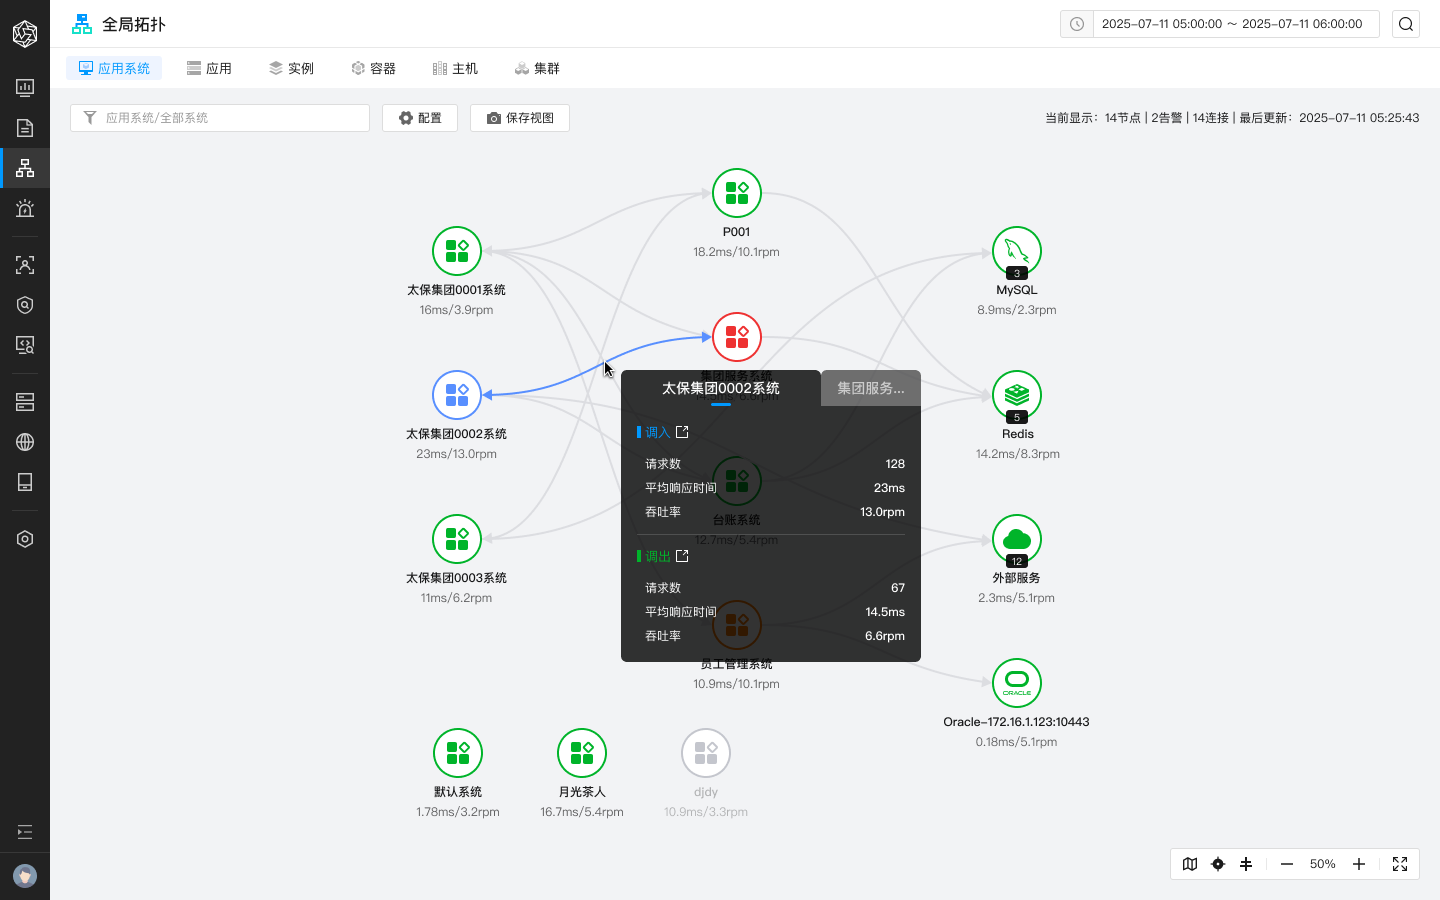 全局拓扑
2025-07-11 05:00:00 ～ 2025-07-11 06:00:00
应用系统 应用 实例 容器 主机 集群
应用系统/全部系统
配置
保存视图
当前显示：14节点 | 2告警 | 14连接 | 最后更新：2025-07-11 05:25:43
P001
18.2ms/10.1rpm
太保集团0001系统
16ms/3.9rpm
3
MySQL
8.9ms/2.3rpm
集团服务系统
太保集团0002系统
23ms/13.0rpm
5
Redis
14.2ms/8.3rpm
太保集团0002系统
集团服务...
调入
请求数 128
平均响应时间 23ms
吞吐率 13.0rpm
台账系统
12.7ms/5.4rpm
调出
请求数 67
平均响应时间 14.5ms
吞吐率 6.6rpm
太保集团0003系统
11ms/6.2rpm
12
外部服务
2.3ms/5.1rpm
员工管理系统
10.9ms/10.1rpm
ORACLE
Oracle-172.16.1.123:10443
0.18ms/5.1rpm
默认系统
1.78ms/3.2rpm
月光茶人
16.7ms/5.4rpm
djdy
10.9ms/3.3rpm
50%